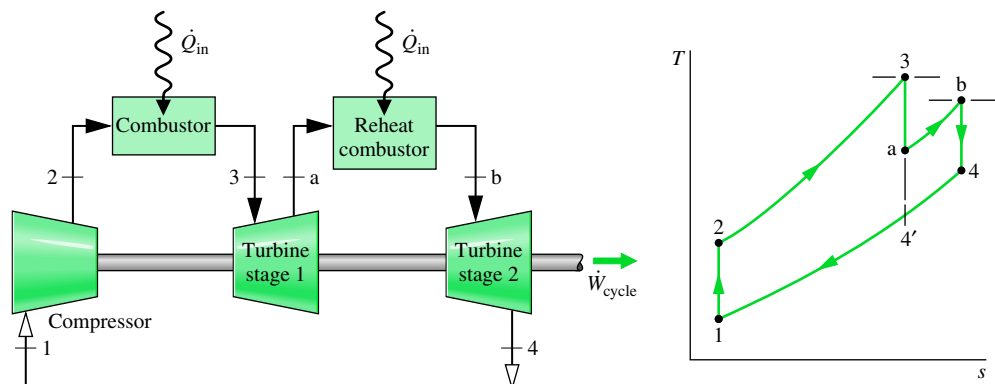 Q̇in
Q̇in
Combustor
Reheat
combustor
2
3
a
b
Turbine
stage 1
Turbine
stage 2
Ẇcycle
Compressor
1
4
T
3
b
a
4
2
4′
1
s